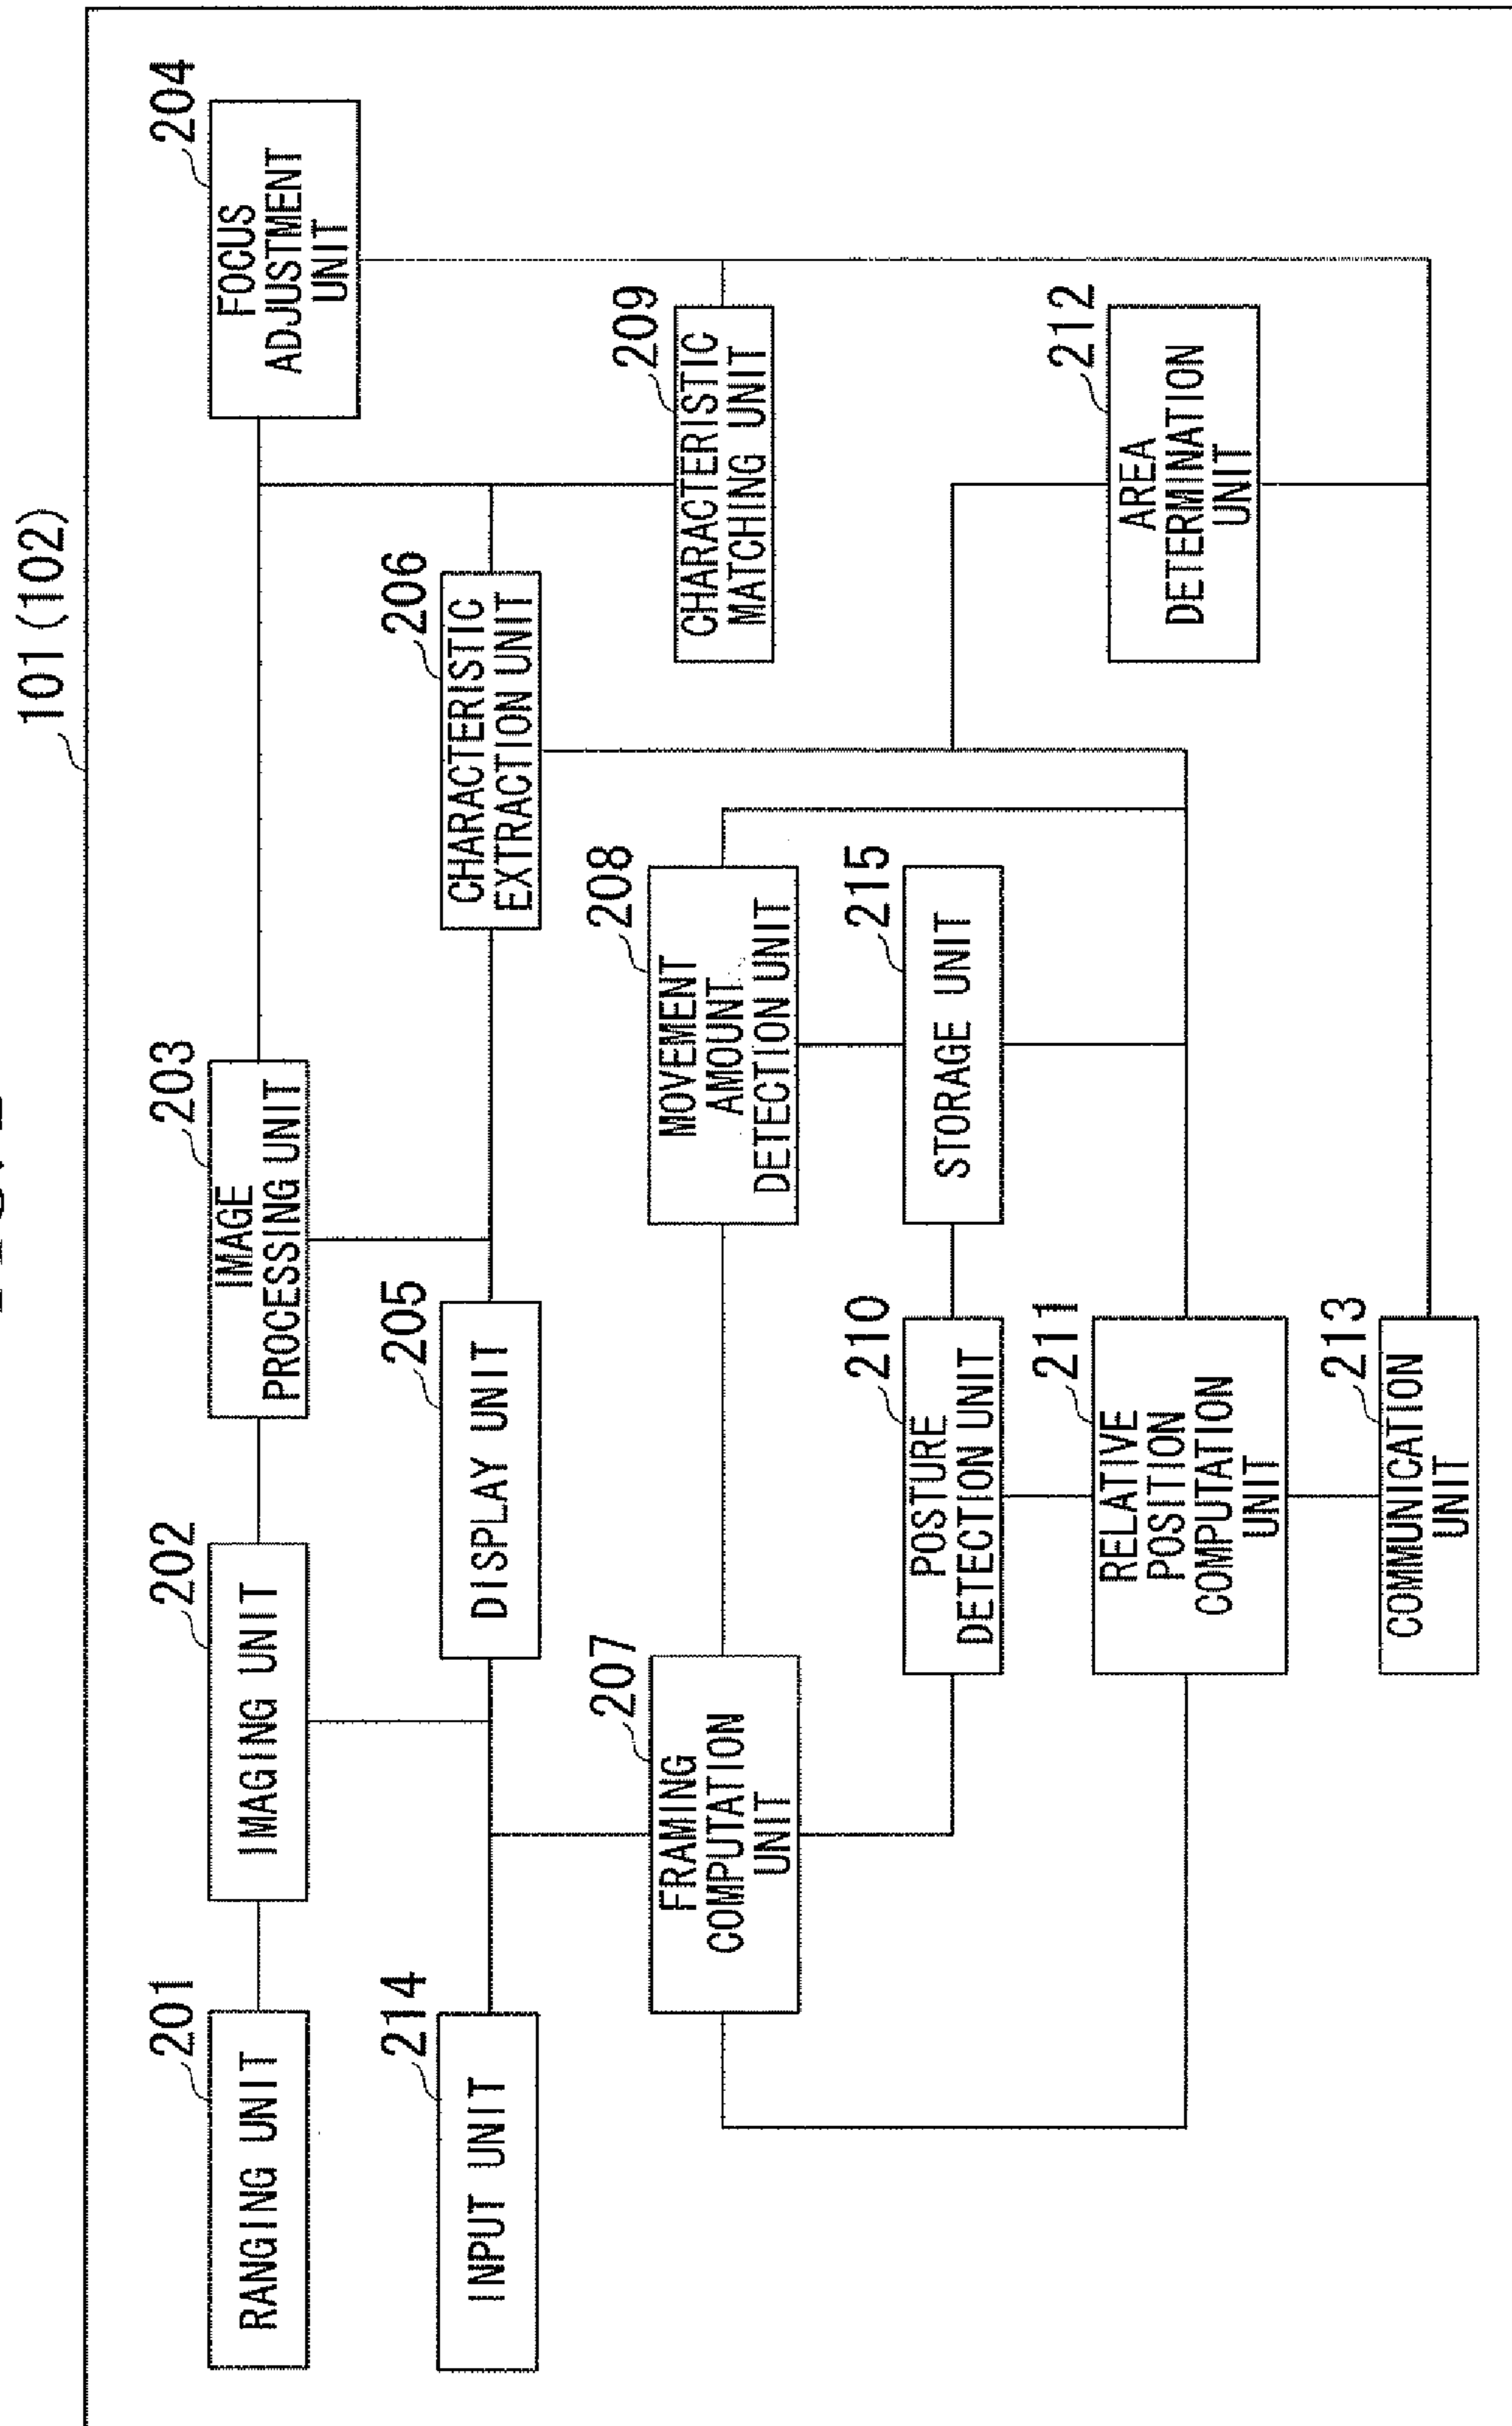 101(102)
201
RANGING UNIT
202
IMAGING UNIT
203
IMAGE
PROCESSING UNIT
204
FOCUS
ADJUSTMENT
UNIT
214
INPUT UNIT
205
DISPLAY UNIT
206
CHARACTERISTIC
EXTRACTION UNIT
207
FRAMING
COMPUTATION
UNIT
208
MOVEMENT
AMOUNT
DETECTION UNIT
209
CHARACTERISTIC
MATCHING UNIT
210
POSTURE
DETECTION UNIT
215
STORAGE UNIT
211
RELATIVE
POSITION
COMPUTATION
UNIT
212
AREA
DETERMINATION
UNIT
213
COMMUNICATION
UNIT